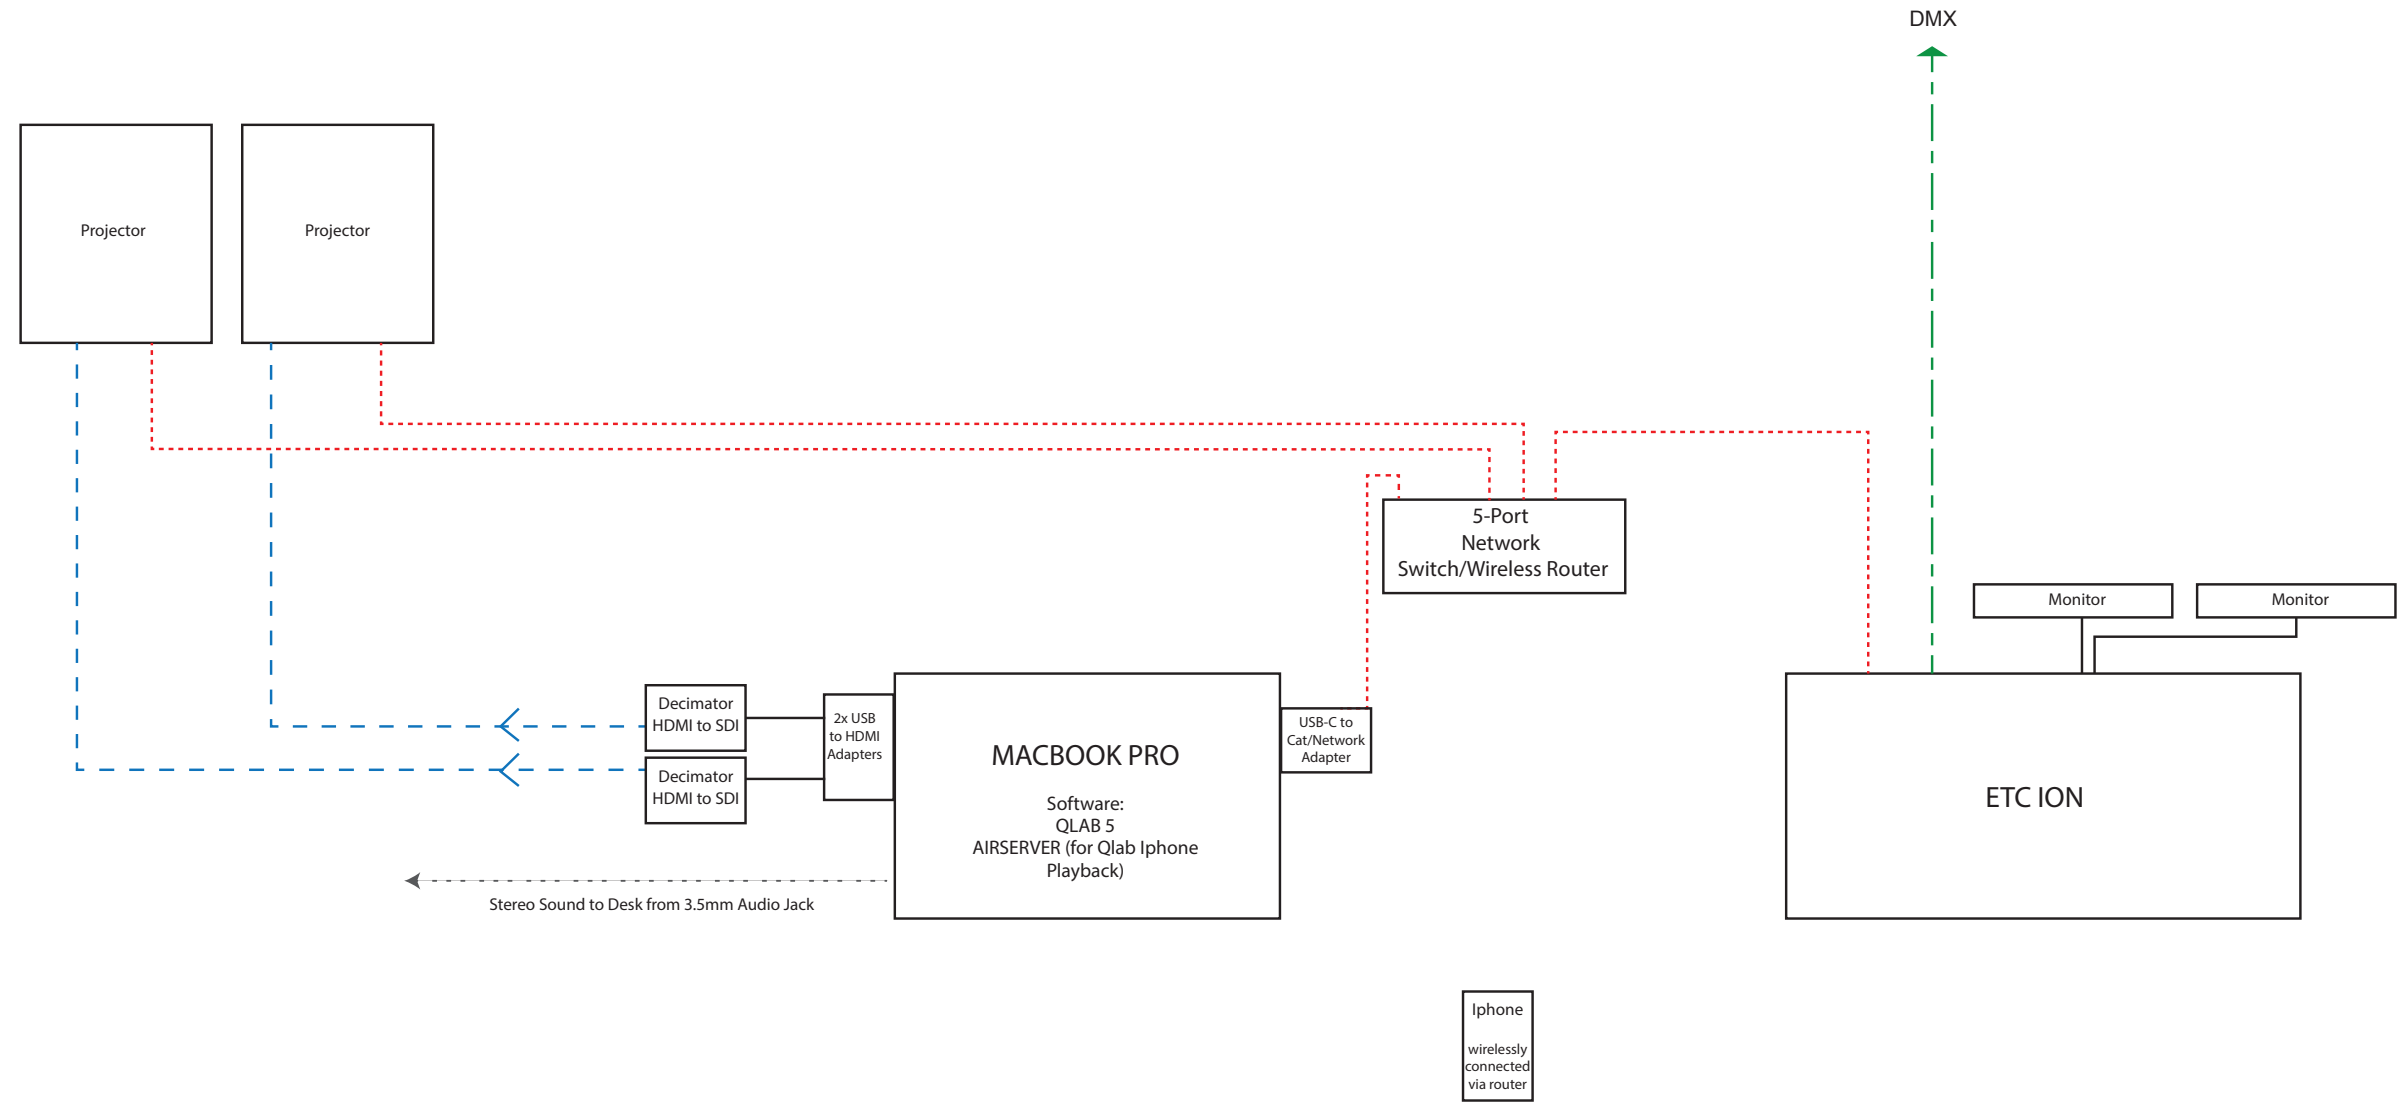 DMX
Projector
Projector
5-Port
Network
Switch/Wireless Router
Monitor
Monitor
Decimator
HDMI to SDI
Decimator
HDMI to SDI
2x USB
to HDMI
Adapters
MACBOOK PRO
Software:
QLAB 5
AIRSERVER (for Qlab Iphone
Playback)
USB-C to
Cat/Network
Adapter
ETC ION
Stereo Sound to Desk from 3.5mm Audio Jack
Iphone
wirelessly
connected
via router